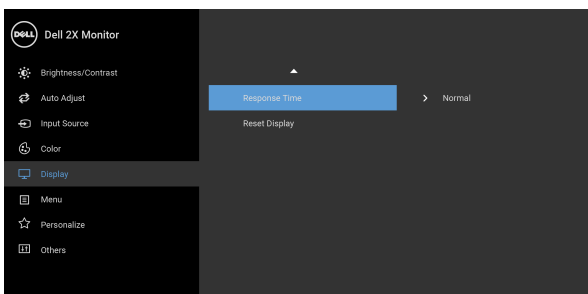 DELL Dell 2X Monitor
Brightness/Contrast
Auto Adjust
Response Time Normal
Input Source
Reset Display
Color
Display
Menu
Personalize
Others